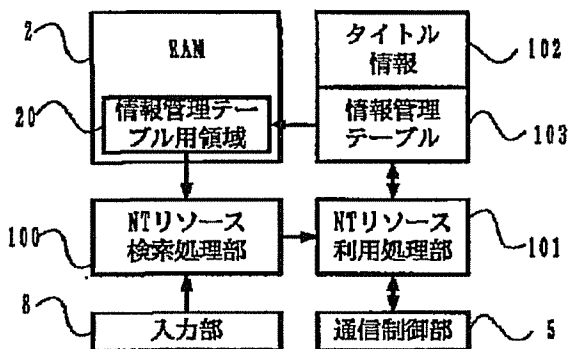 2
RAM
タイトル
情報
102
20
情報管理テー
ブル用領域
情報管理
テーブル
103
100
NTリソース
検索処理部
NTリソース
利用処理部
101
8
入力部
通信制御部
5